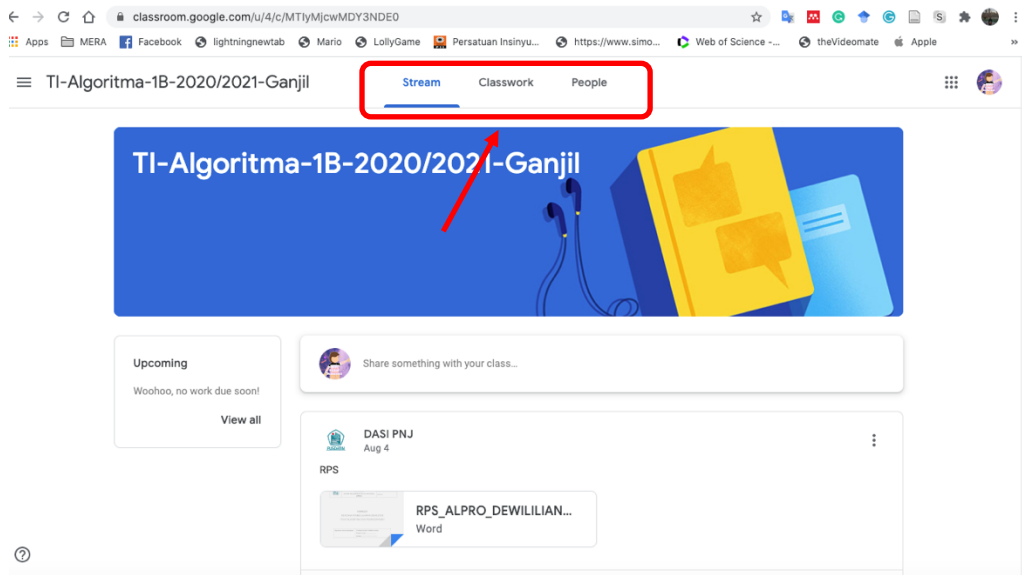 classroom.google.com/u/4/c/MTIyMjcwMDY3NDE0
Apps MERA Facebook lightningnewtab Mario LollyGame Persatuan Insinyu... https://www.simo... Web of Science -... theVideomate Apple »
TI-Algoritma-1B-2020/2021-Ganjil Stream Classwork People
TI-Algoritma-1B-2020/2021-Ganjil
Upcoming
Woohoo, no work due soon!
View all
Share something with your class...
DASI PNJ
Aug 4
RPS
RPS_ALPRO_DEWILILIAN...
Word